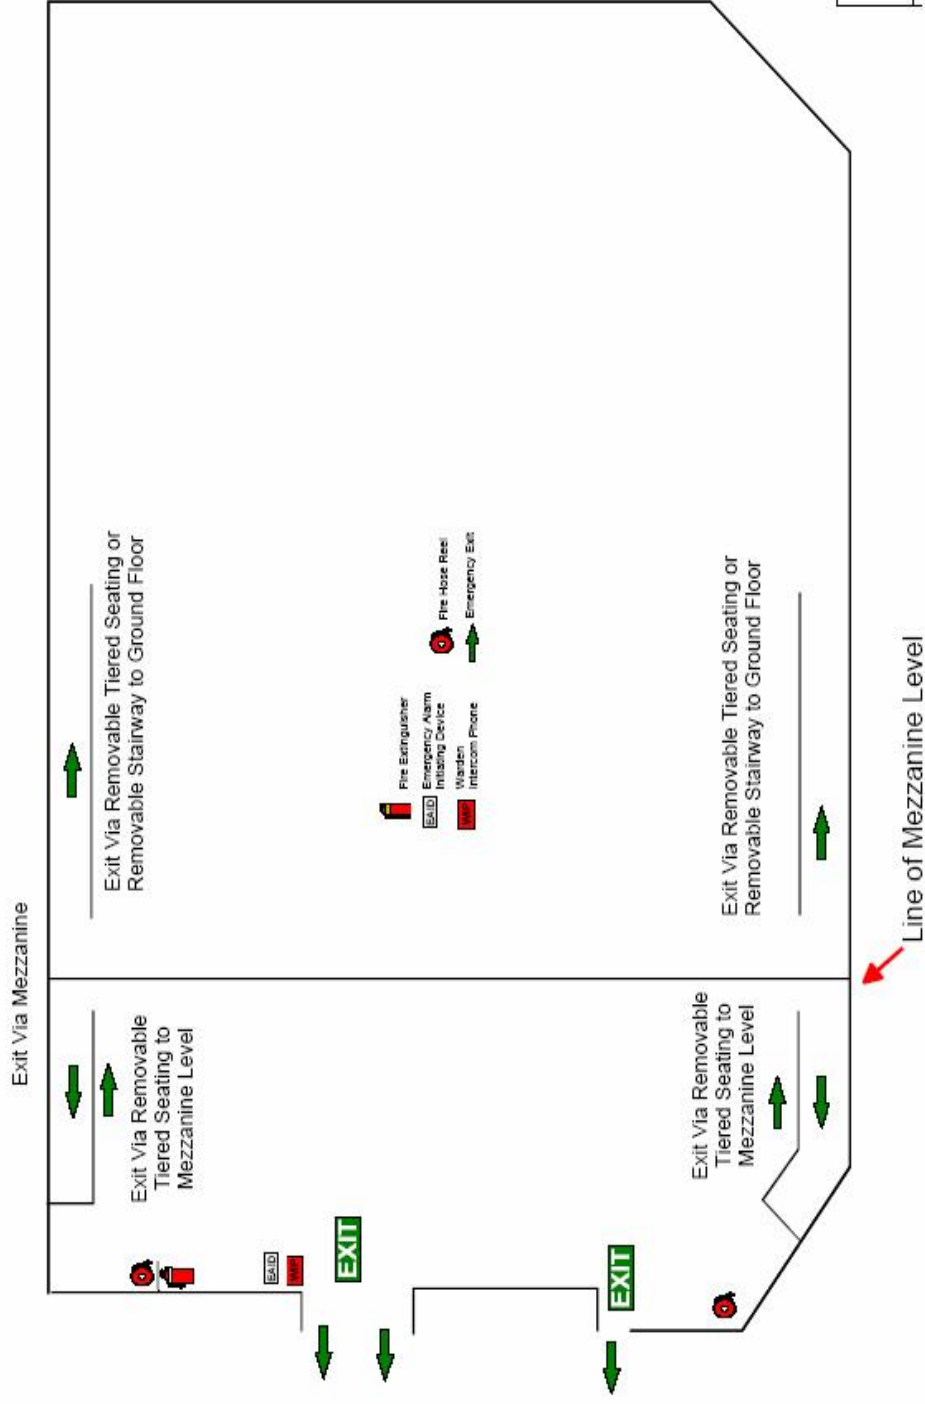 Exit Via Mezzanine
Exit Via Removable Tiered Seating or
Removable Stairway to Ground Floor
Exit Via Removable
Tiered Seating to
Mezzanine Level
EAID
WIP
EXIT
Fire Extinguisher
EAID
Emergency Alarm
Initiating Device
WIP
Warden
Intercom Phone
Fire Hose Reel
Emergency Exit
EXIT
Exit Via Removable
Tiered Seating to
Mezzanine Level
Exit Via Removable Tiered Seating or
Removable Stairway to Ground Floor
Line of Mezzanine Level